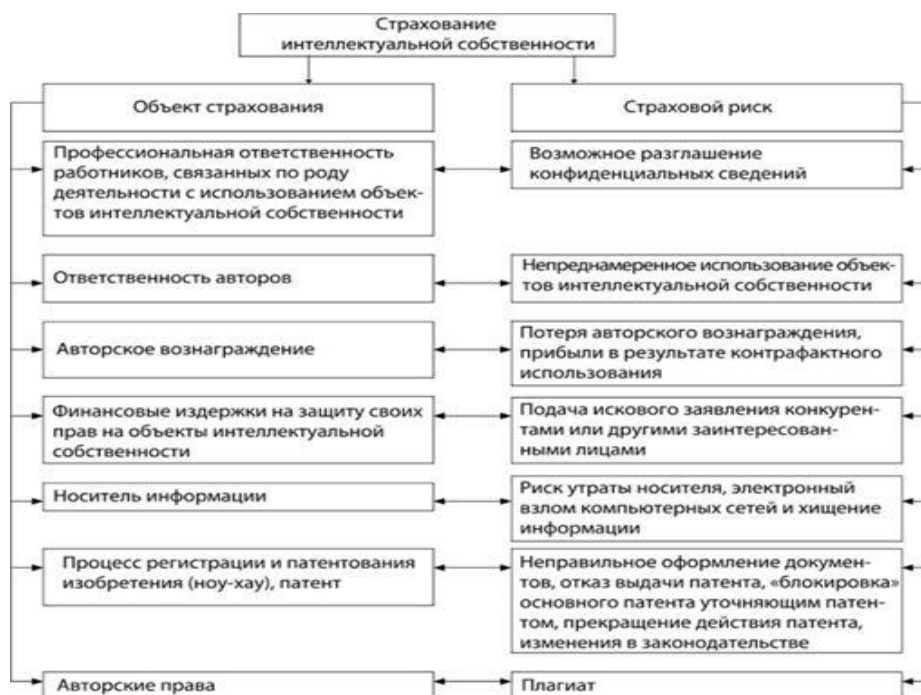 Страхование
интеллектуальной собственности
Объект страхования
Страховой риск
Профессиональная ответственность
работников, связанных по роду
деятельности с использованием объек-
тов интеллектуальной собственности
Возможное разглашение
конфиденциальных сведений
Ответственность авторов
Непреднамеренное использование объек-
тов интеллектуальной собственности
Авторское вознаграждение
Потеря авторского вознаграждения,
прибыли в результате контрафактного
использования
Финансовые издержки на защиту своих
прав на объекты интеллектуальной
собственности
Подача искового заявления конкурен-
тами или другими заинтересован-
ными лицами
Носитель информации
Риск утраты носителя, электронный
взлом компьютерных сетей и хищение
информации
Процесс регистрации и патентования
изобретения (ноу-хау), патент
Неправильное оформление докумен-
тов, отказ выдачи патента, «блокировка»
основного патента уточняющим патен-
том, прекращение действия патента,
изменения в законодательстве
Авторские права
Плагиат